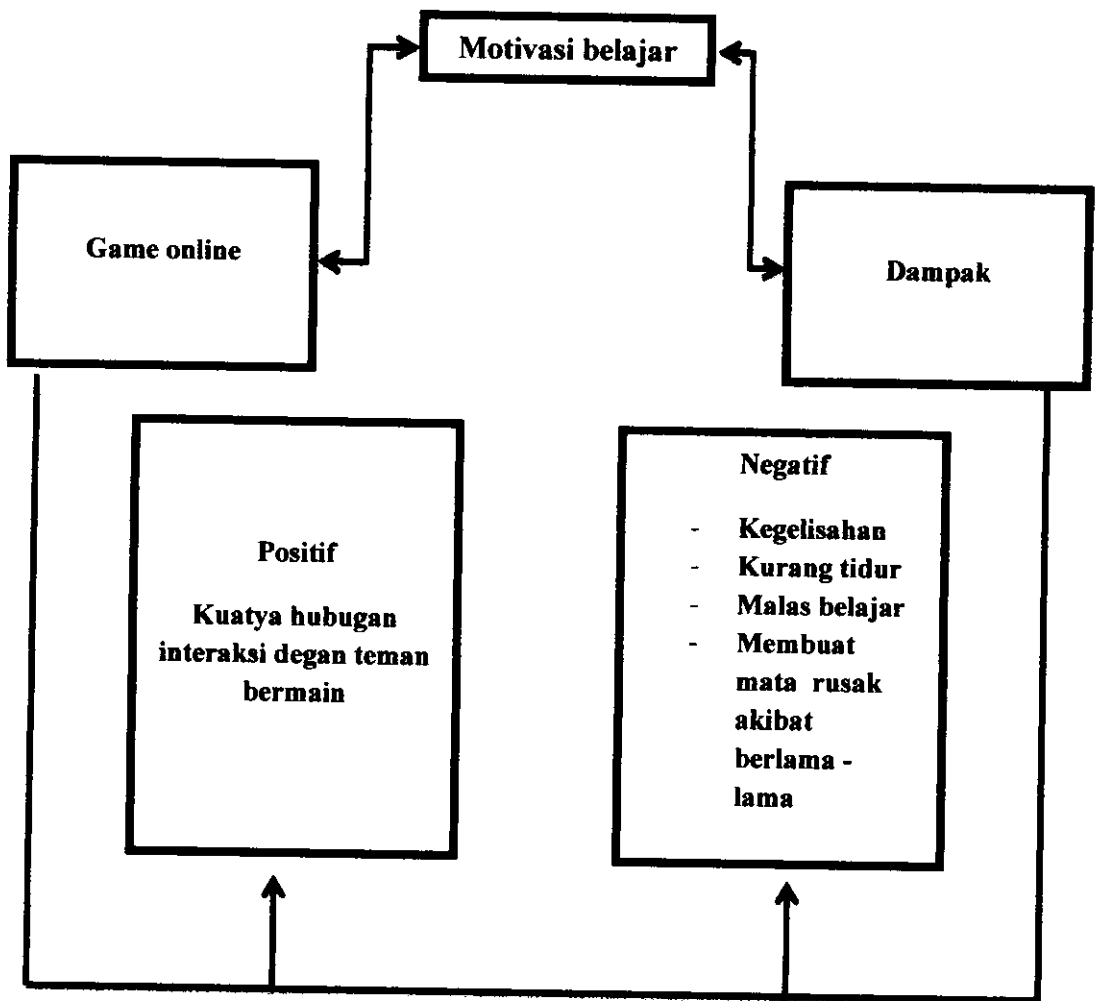 Motivasi belajar
Game online
Dampak
Positif
Kuatya hubugan
interaksi degan teman
bermain
Negatif
- Kegelisahan
- Kurang tidur
- Malas belajar
- Membuat
mata rusak
akibat
berlama -
lama